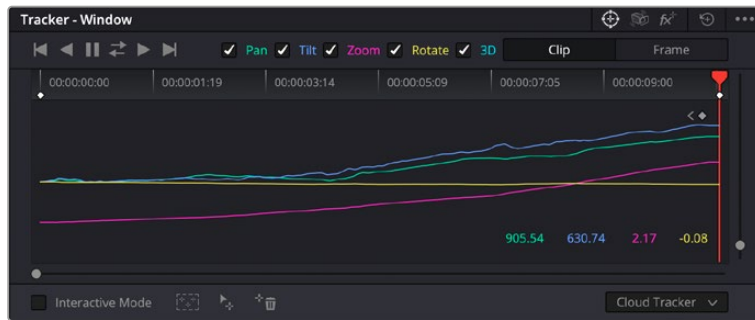 Tracker - Window
Pan Tilt Zoom Rotate 3D Clip Frame
00:00:00:00 00:00:01:19 00:00:03:14 00:00:05:09 00:00:07:05 00:00:09:00
905.54 630.74 2.17 -0.08
Interactive Mode Cloud Tracker